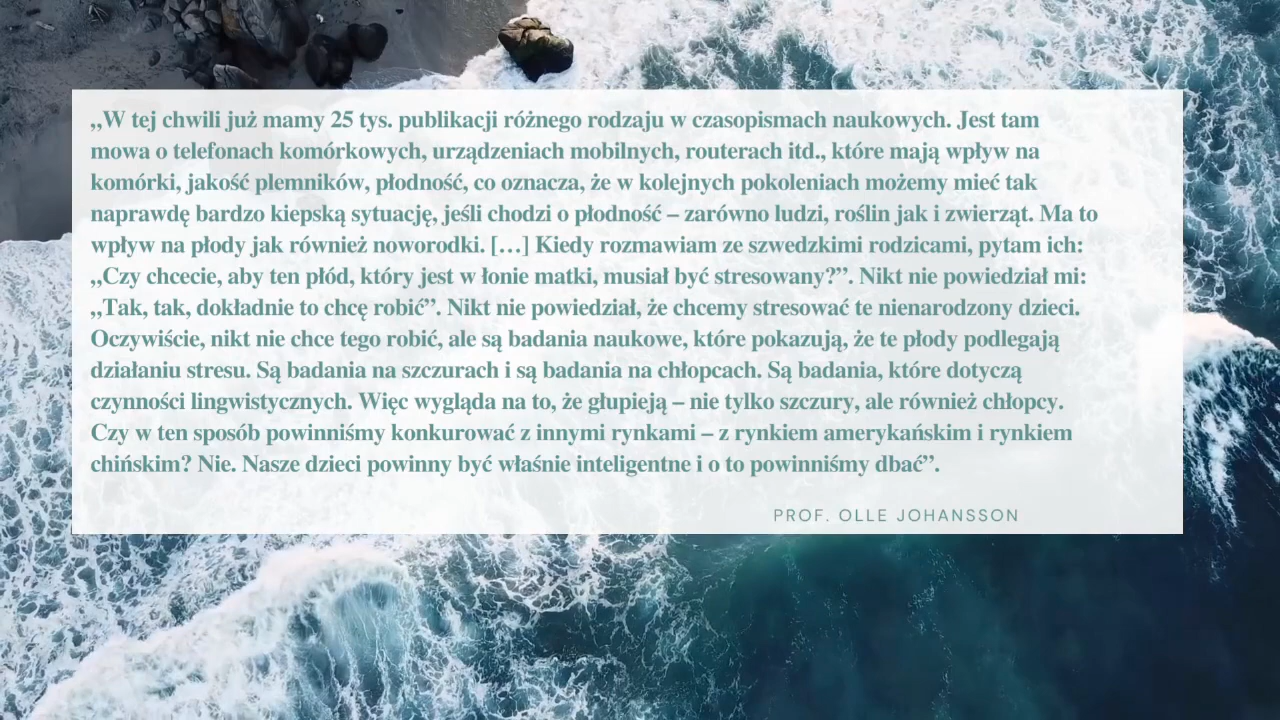 „W tej chwili już mamy 25 tys. publikacji różnego rodzaju w czasopismach naukowych. Jest tam
mowa o telefonach komórkowych, urządzeniach mobilnych, routerach itd., które mają wpływ na
komórki, jakość plemników, płodność, co oznacza, że w kolejnych pokoleniach możemy mieć tak
naprawdę bardzo kiepską sytuację, jeśli chodzi o płodność – zarówno ludzi, roślin jak i zwierząt. Ma to
wpływ na płody jak również noworodki. […] Kiedy rozmawiam ze szwedzkimi rodzicami, pytam ich:
„Czy chcecie, aby ten płód, który jest w łonie matki, musiał być stresowany?”. Nikt nie powiedział mi:
„Tak, tak, dokładnie to chcę robić”. Nikt nie powiedział, że chcemy stresować te nienarodzony dzieci.
Oczywiście, nikt nie chce tego robić, ale są badania naukowe, które pokazują, że te płody podlegają
działaniu stresu. Są badania na szczurach i są badania na chłopcach. Są badania, które dotyczą
czynności lingwistycznych. Więc wygląda na to, że głupieją – nie tylko szczury, ale również chłopcy.
Czy w ten sposób powinniśmy konkurować z innymi rynkami – z rynkiem amerykańskim i rynkiem
chińskim? Nie. Nasze dzieci powinny być właśnie inteligentne i o to powinniśmy dbać”.
PROF. OLLE JOHANSSON